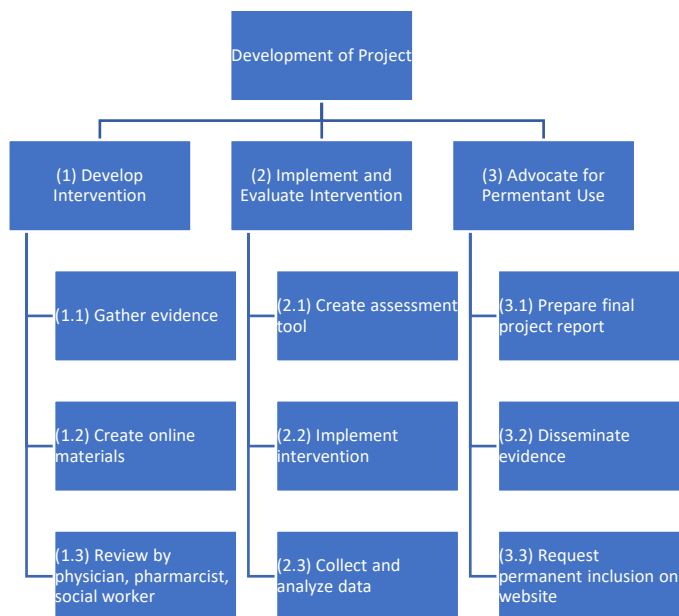 Development of Project
(1) Develop
Intervention
(1.1) Gather evidence
(1.2) Create online
materials
(1.3) Review by
physician, pharmarcist,
social worker
(2) Implement and
Evaluate Intervention
(2.1) Create assessment
tool
(2.2) Implement
intervention
(2.3) Collect and
analyze data
(3) Advocate for
Permentant Use
(3.1) Prepare final
project report
(3.2) Disseminate
evidence
(3.3) Request
permanent inclusion on
website